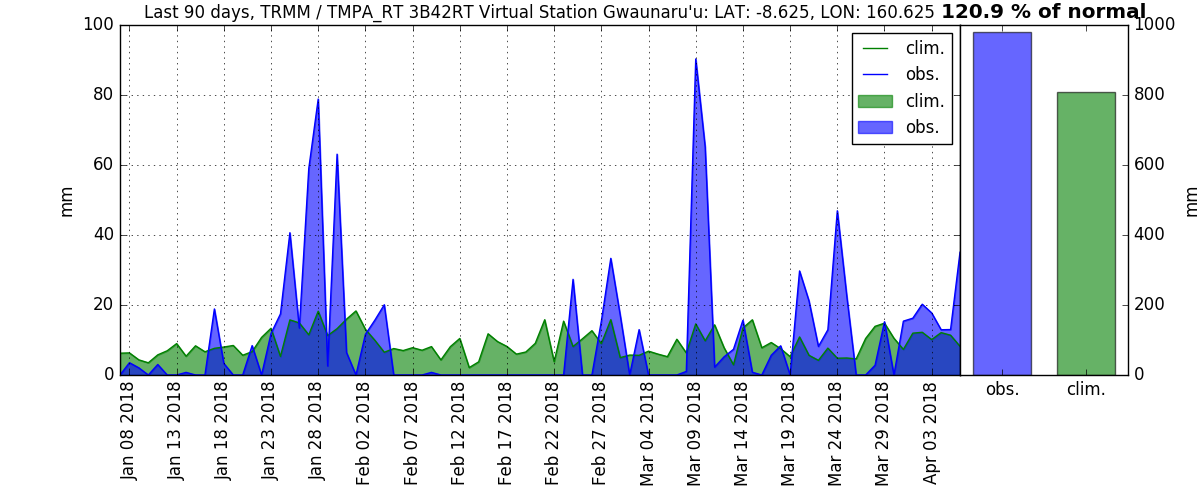 Last 90 days, TRMM / TMPA_RT 3B42RT Virtual Station Gwaunaru'u: LAT: -8.625, LON: 160.625 120.9 % of normal
100
80
60
40
20
0
mm
clim.
obs.
clim.
obs.
1000
800
600
400
200
0
mm
obs.
clim.
Jan 08 2018
Jan 13 2018
Jan 18 2018
Jan 23 2018
Jan 28 2018
Feb 02 2018
Feb 07 2018
Feb 12 2018
Feb 17 2018
Feb 22 2018
Feb 27 2018
Mar 04 2018
Mar 09 2018
Mar 14 2018
Mar 19 2018
Mar 24 2018
Mar 29 2018
Apr 03 2018